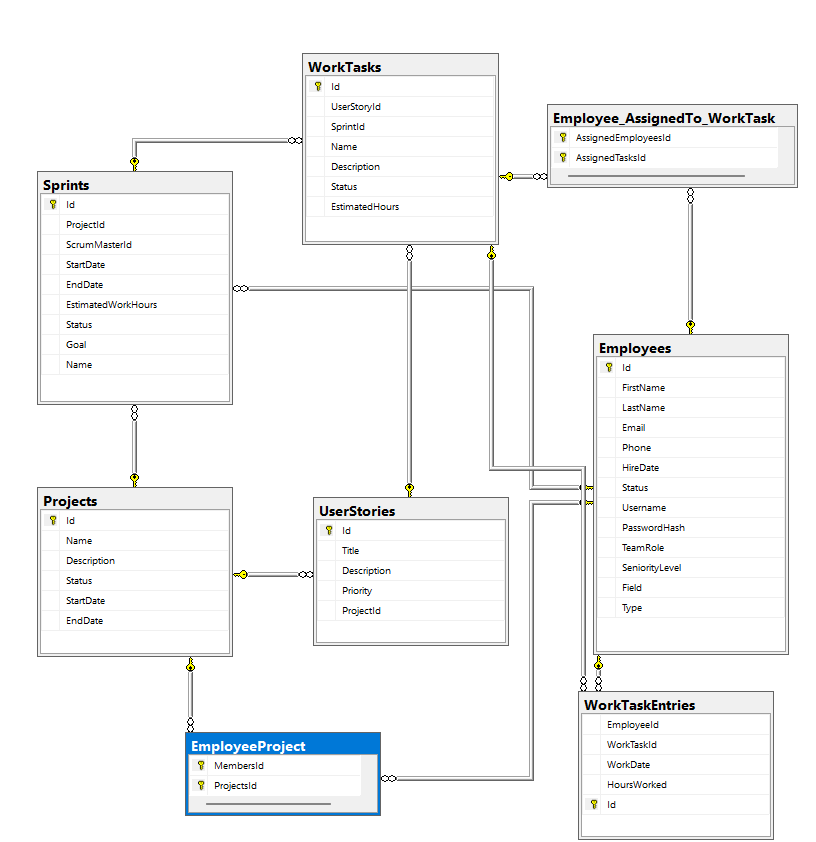 WorkTasks
Id
UserStoryId
SprintId
Name
Description
Status
EstimatedHours
Employee_AssignedTo_WorkTask
AssignedEmployeesId
AssignedTasksId
Sprints
Id
ProjectId
ScrumMasterId
StartDate
EndDate
EstimatedWorkHours
Status
Goal
Name
Employees
Id
FirstName
LastName
Email
Phone
HireDate
Status
Username
PasswordHash
TeamRole
SeniorityLevel
Field
Type
Projects
Id
Name
Description
Status
StartDate
EndDate
UserStories
Id
Title
Description
Priority
ProjectId
WorkTaskEntries
EmployeeId
WorkTaskId
WorkDate
HoursWorked
Id
EmployeeProject
MembersId
ProjectsId